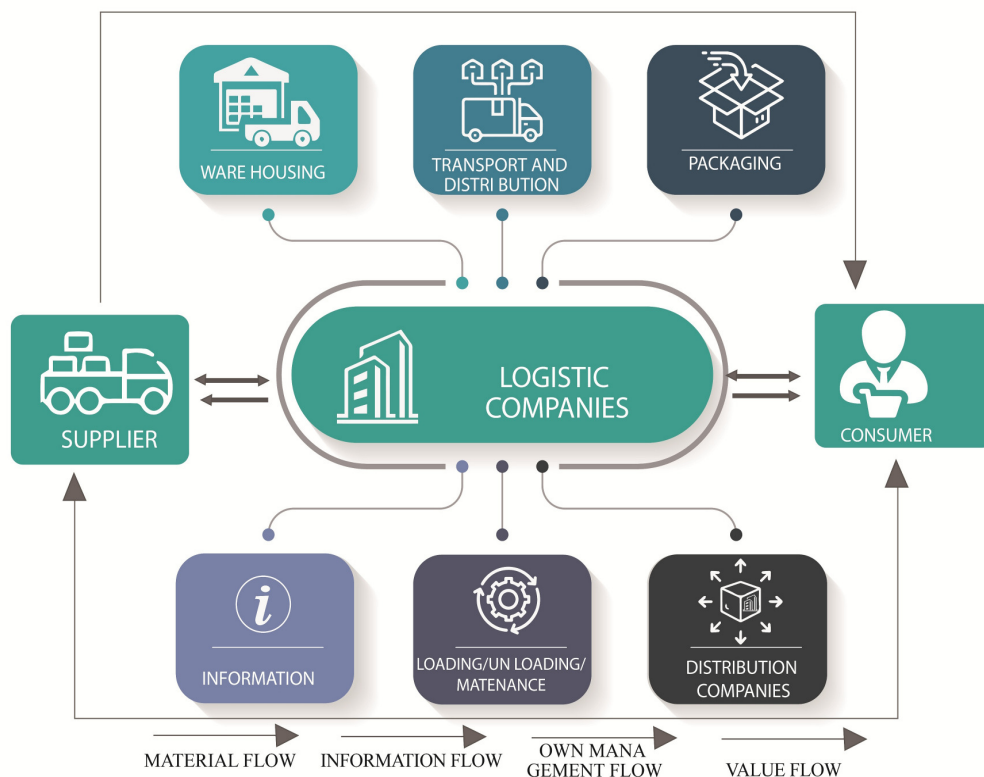 WARE HOUSING
TRANSPORT AND
DISTRI BUTION
PACKAGING
SUPPLIER
LOGISTIC
COMPANIES
CONSUMER
i
INFORMATION
LOADING/UN LOADING/
MATENANCE
DISTRIBUTION
COMPANIES
MATERIAL FLOW
INFORMATION FLOW
OWN MANA
GEMENT FLOW
VALUE FLOW